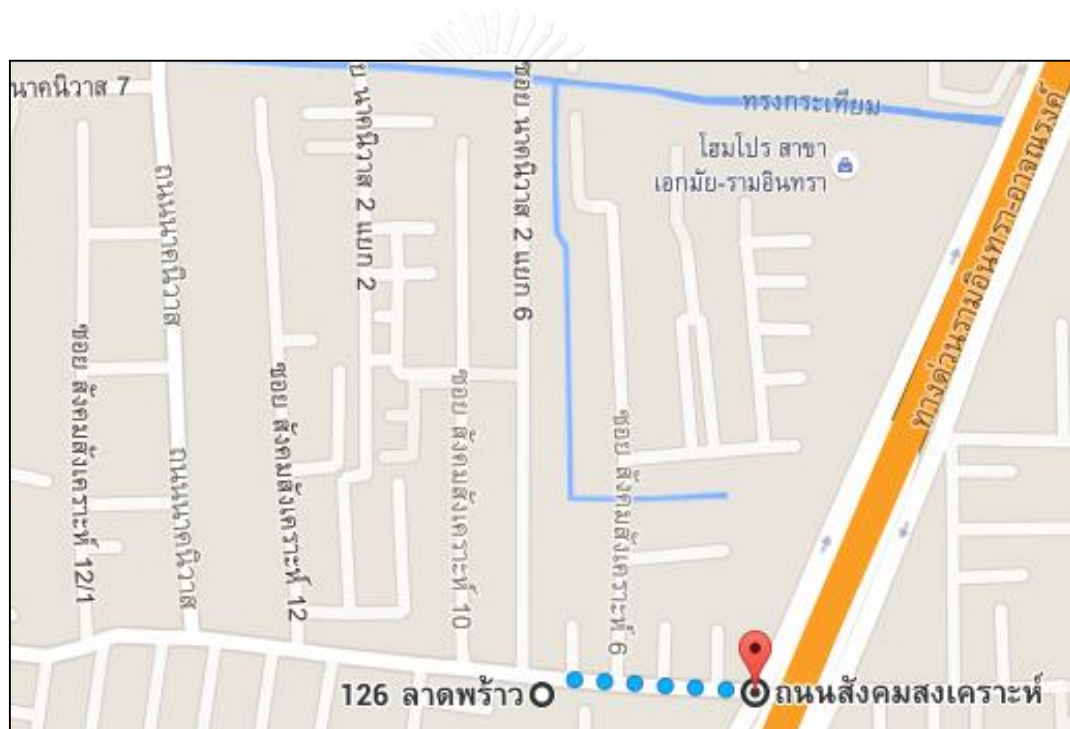 นาคนิวาส 7
ถนนนาคนิวาส
ย นาคนิวาส 2 แยก 2
ซอย นาคนิวาส 2 แยก 6
ทรงกระเทียม
โฮมโปร สาขา
เอกมัย-รามอินทรา
ทางด่วนรามอินทรา-อาจณรงค์
ซอย สังคมสังเคราะห์ 12/1
ถนนนาคนิวาส
ซอย สังคมสังเคราะห์ 12
ซอย สังคมสังเคราะห์ 10
ซอย สังคมสังเคราะห์ 6
126 ลาดพร้าว
ถนนสังคมสงเคราะห์